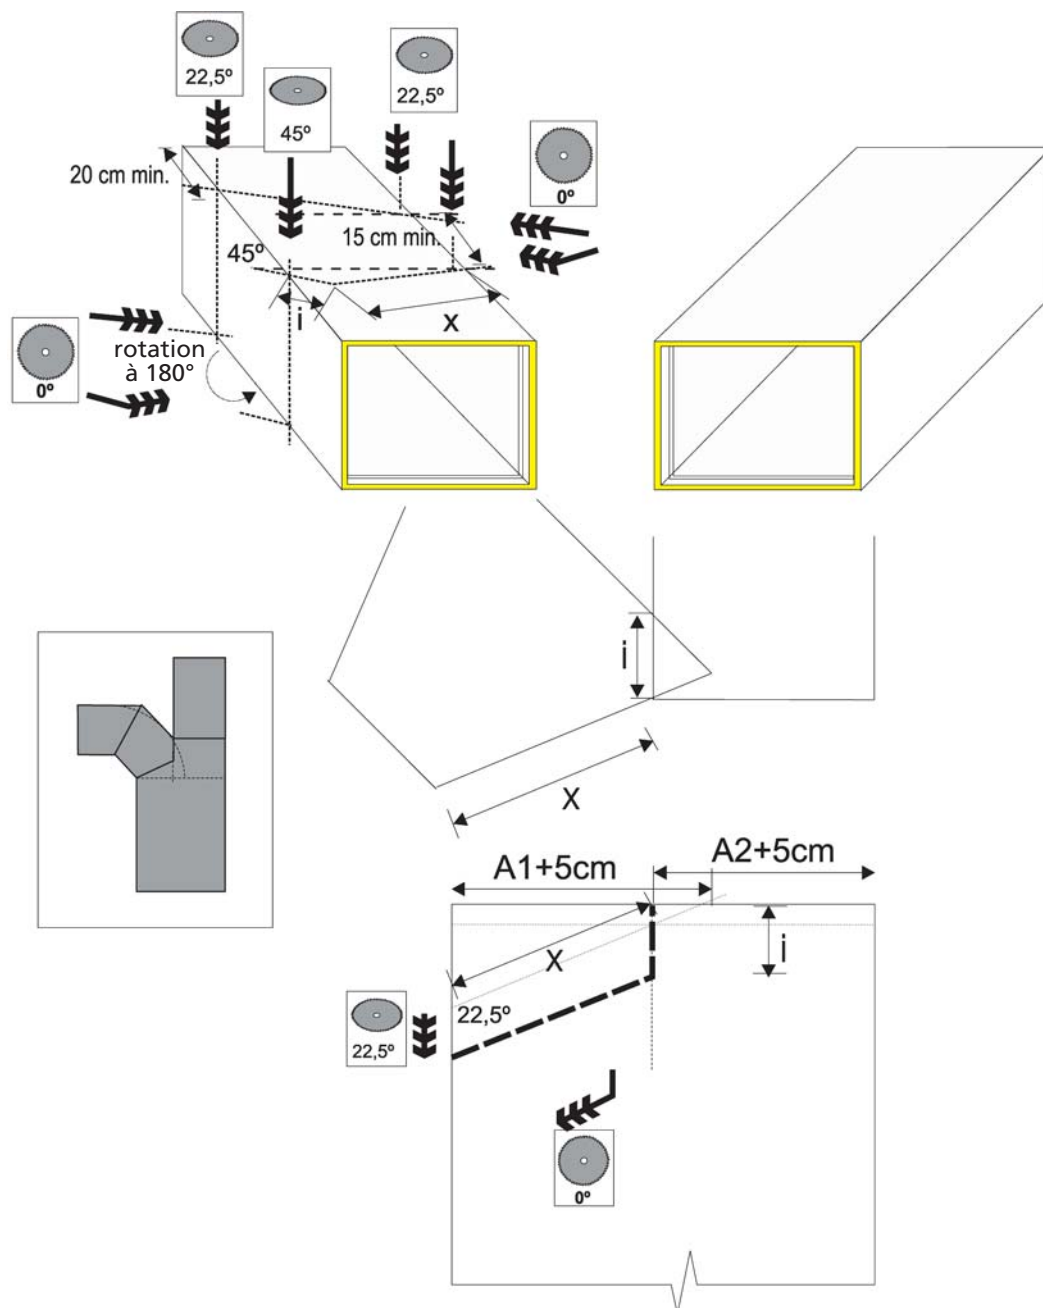 22,5º
45º
22,5º
0º
20 cm min.
15 cm min.
45º
i
x
rotation
à 180°
0º
i
X
A1+5cm
A2+5cm
X
i
22,5º
22,5º
0º